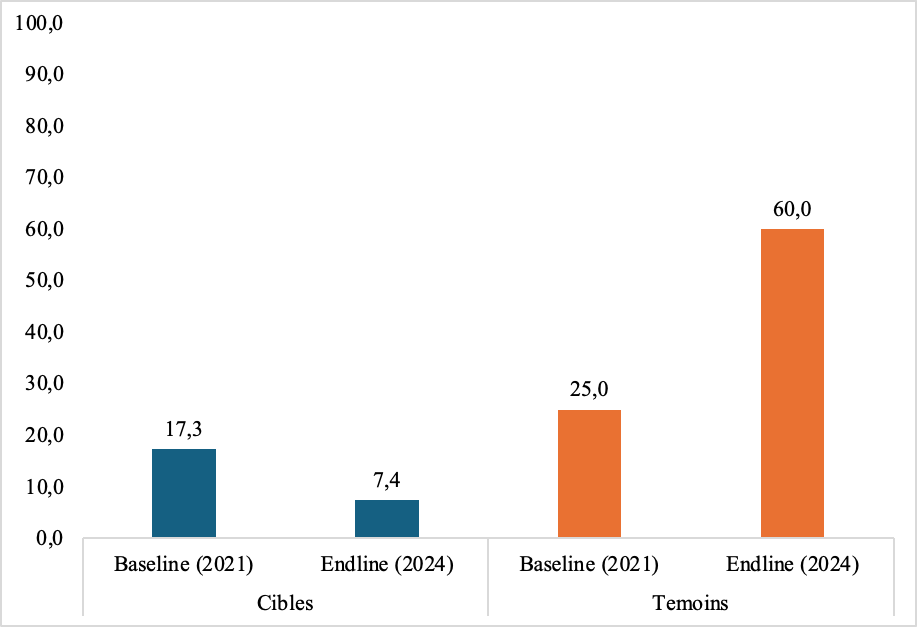 100,0
90,0
80,0
70,0
60,0
50,0
40,0
30,0
20,0
10,0
0,0
17,3
7,4
25,0
60,0
Baseline (2021)
Endline (2024)
Baseline (2021)
Endline (2024)
Cibles
Temoins